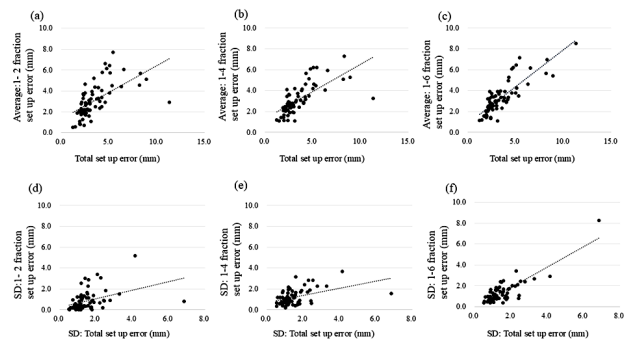 (a)
10.0
8.0
6.0
4.0
2.0
0.0
0.0 5.0 10.0 15.0
Average:1- 2 fraction
set up error (mm)
Total set up error (mm)
(b)
10.0
8.0
6.0
4.0
2.0
0.0
0.0 5.0 10.0 15.0
Average: 1-4 fraction
set up error (mm)
Total set up error (mm)
(c)
10.0
8.0
6.0
4.0
2.0
0.0
0.0 5.0 10.0 15.0
Average: 1-6 fraction
set up error (mm)
Total set up error (mm)
(d)
10.0
8.0
6.0
4.0
2.0
0.0
0.0 2.0 4.0 6.0 8.0
SD:1- 2 fraction
set up error (mm)
SD: Total set up error (mm)
(e)
10.0
8.0
6.0
4.0
2.0
0.0
0.0 2.0 4.0 6.0 8.0
SD:1-4 fraction
set up error (mm)
SD: Total set up error (mm)
(f)
10.0
8.0
6.0
4.0
2.0
0.0
0.0 2.0 4.0 6.0 8.0
SD: 1-6 fraction
set up error (mm)
SD: Total set up error (mm)